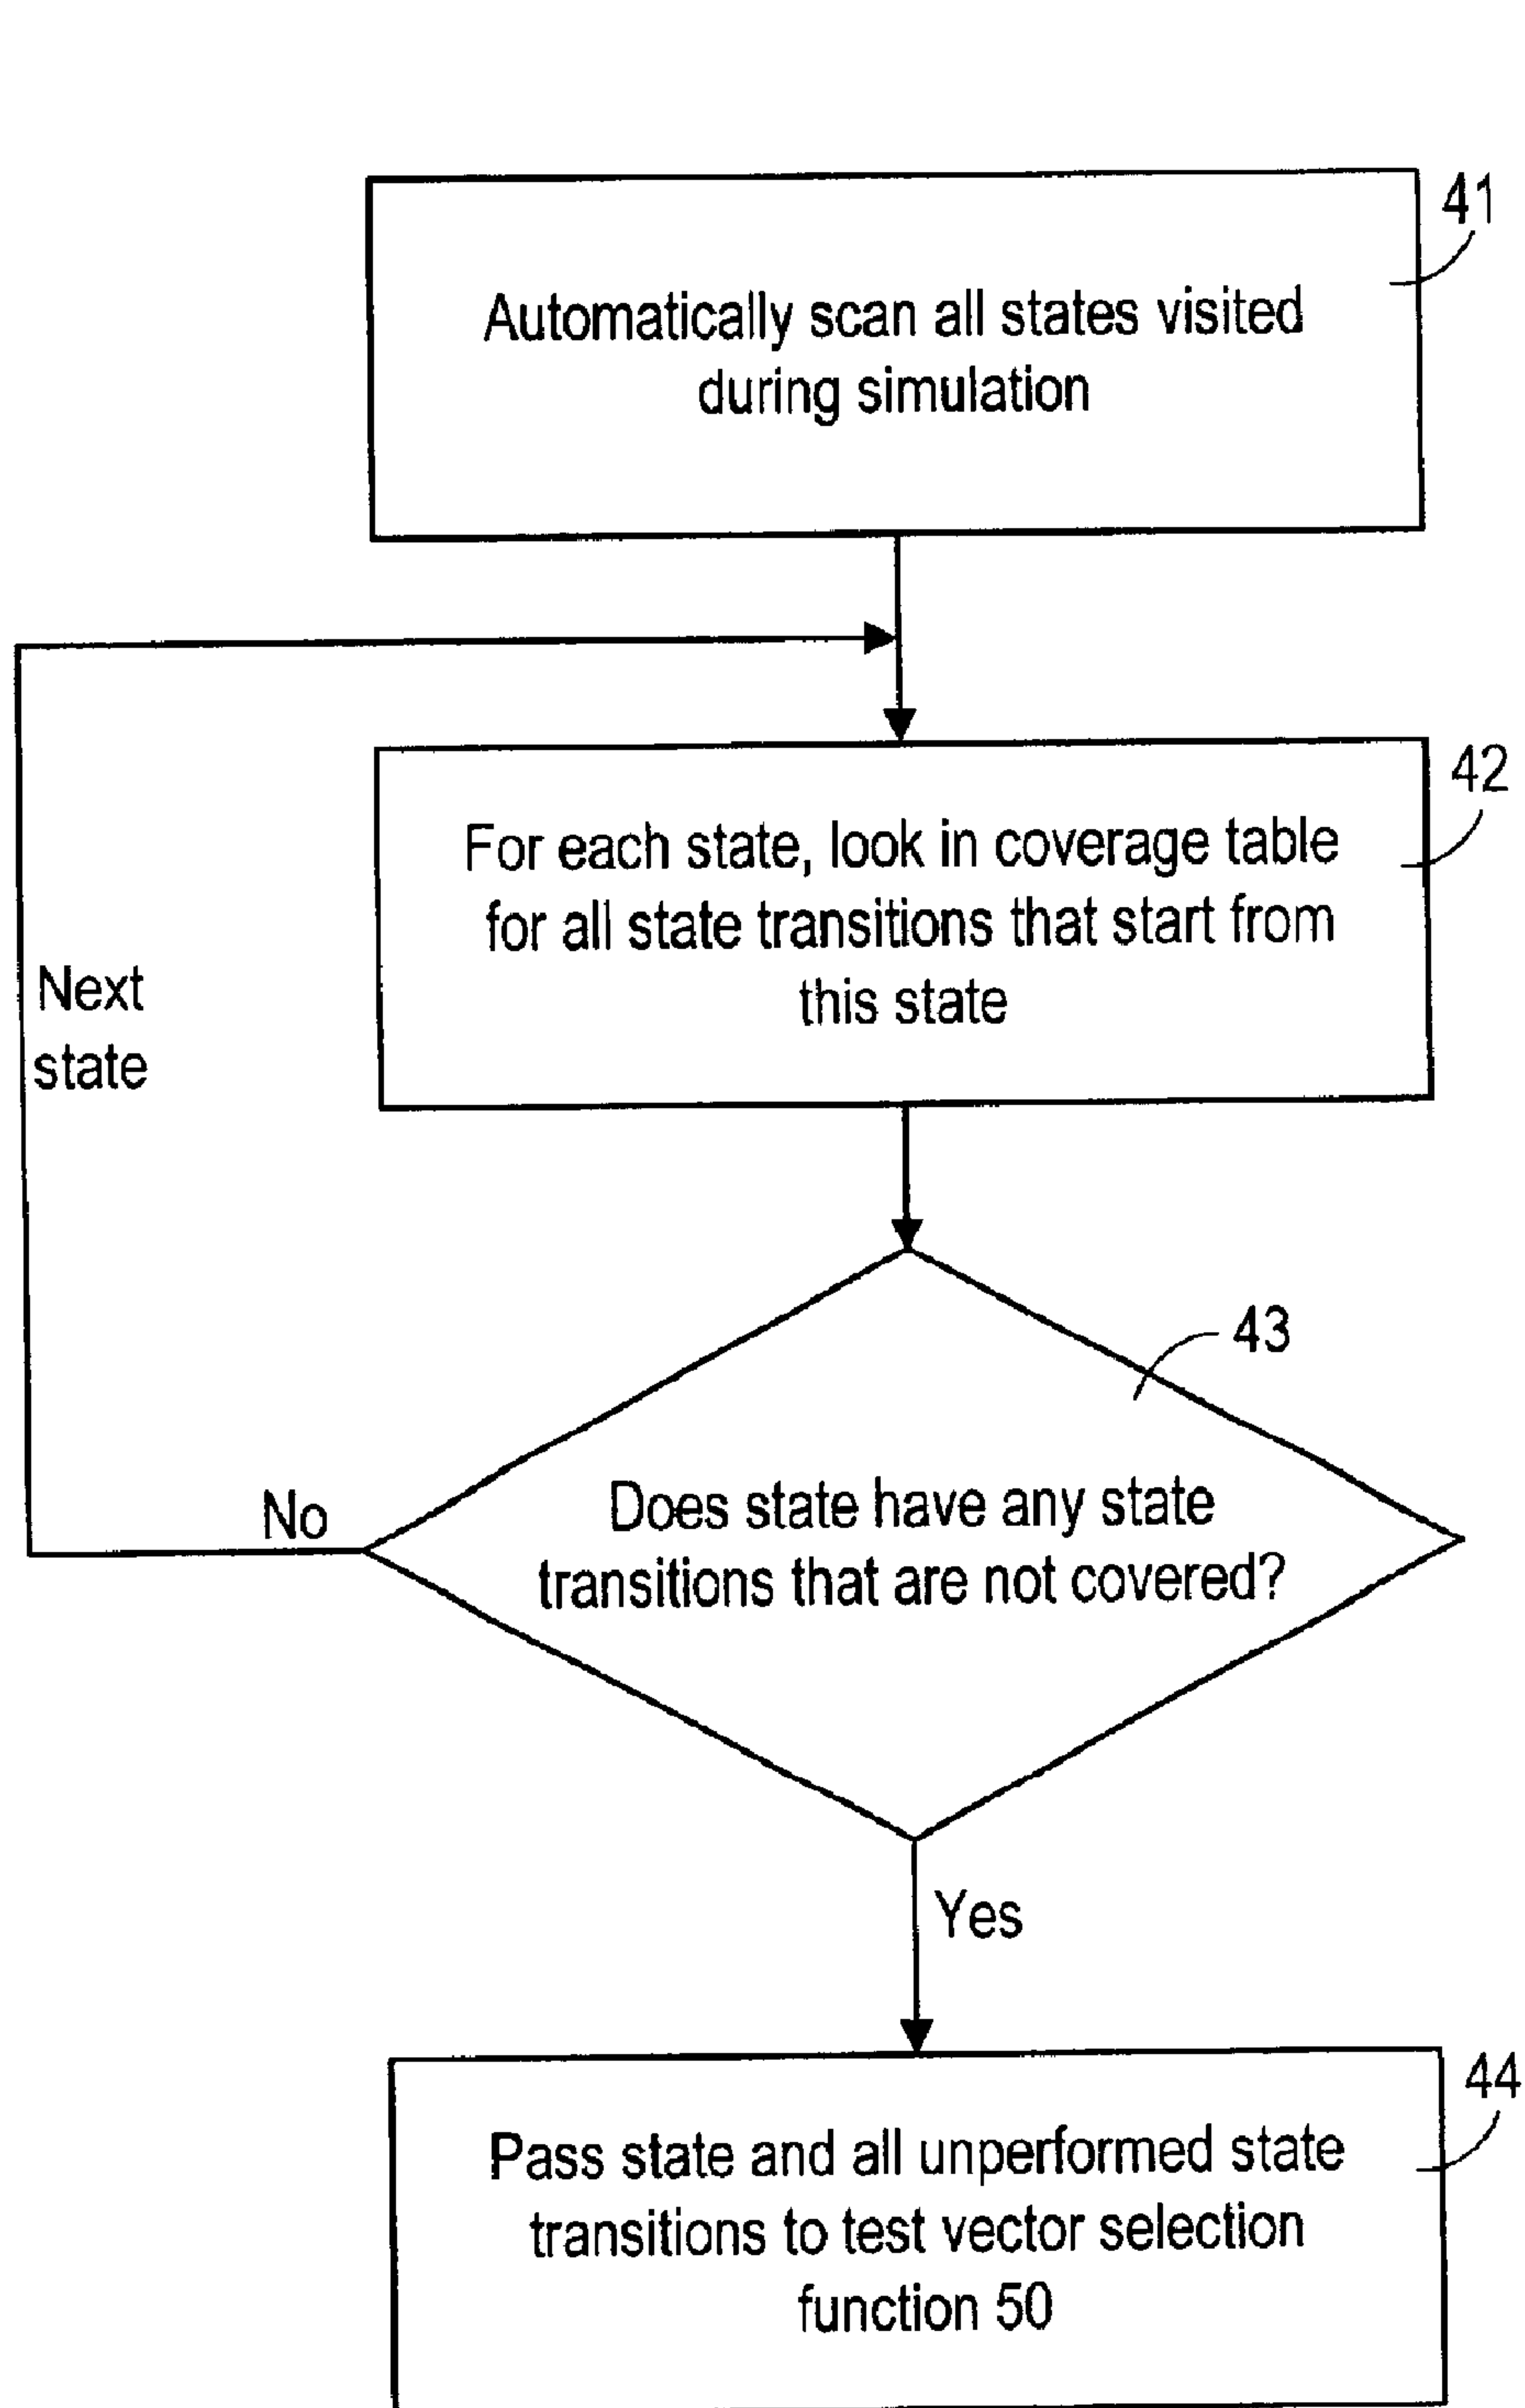 41
Automatically scan all states visited
during simulation
42
For each state, look in coverage table
for all state transitions that start from
this state
Next
state
43
No
Does state have any state
transitions that are not covered?
Yes
44
Pass state and all unperformed state
transitions to test vector selection
function 50